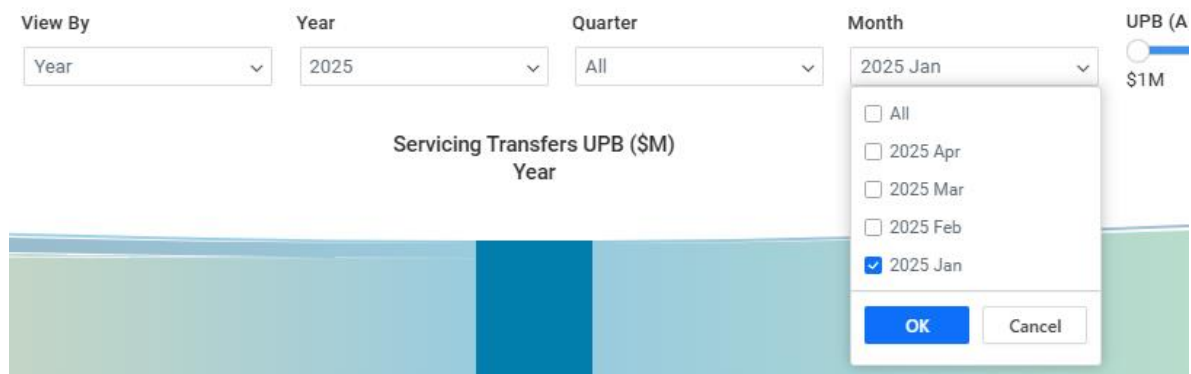 View By Year Quarter Month UPB (A
Year 2025 All 2025 Jan
$1M
All
Servicing Transfers UPB ($M)
2025 Apr
Year
2025 Mar
2025 Feb
2025 Jan
OK Cancel